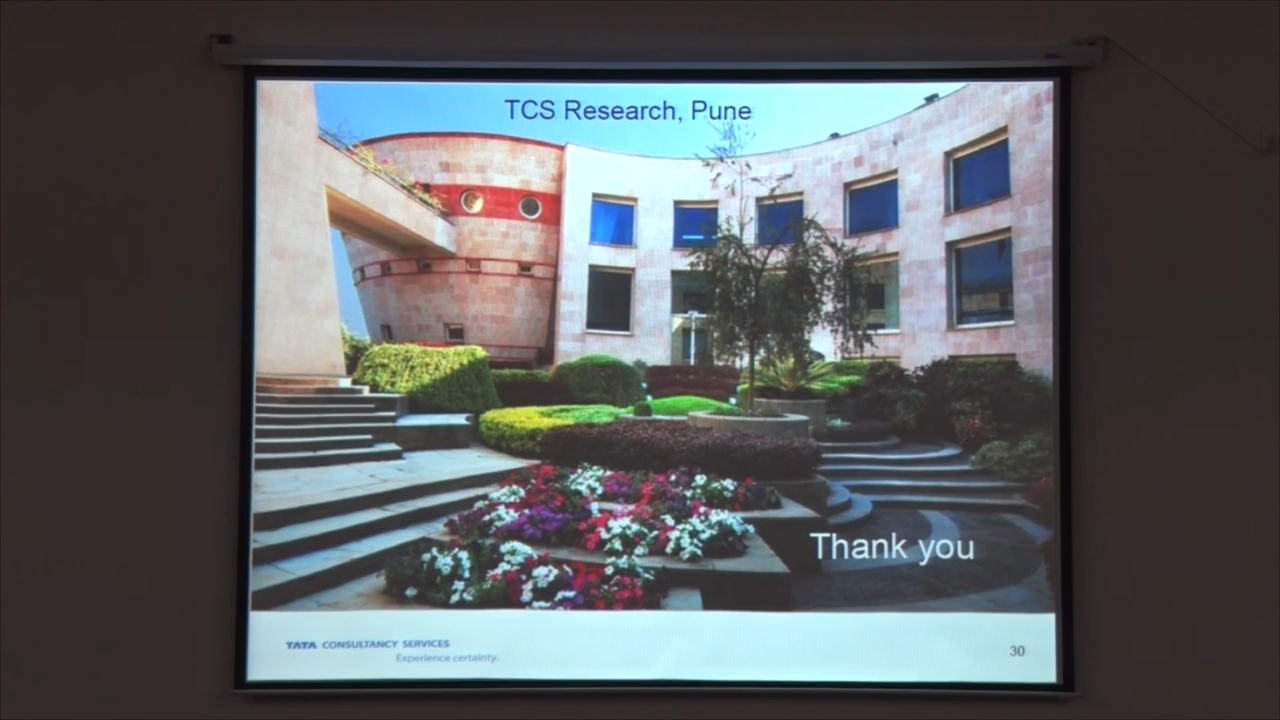 TCS Research, Pune
Thank you
TATA CONSULTANCY SERVICES
Experience certainty.
30